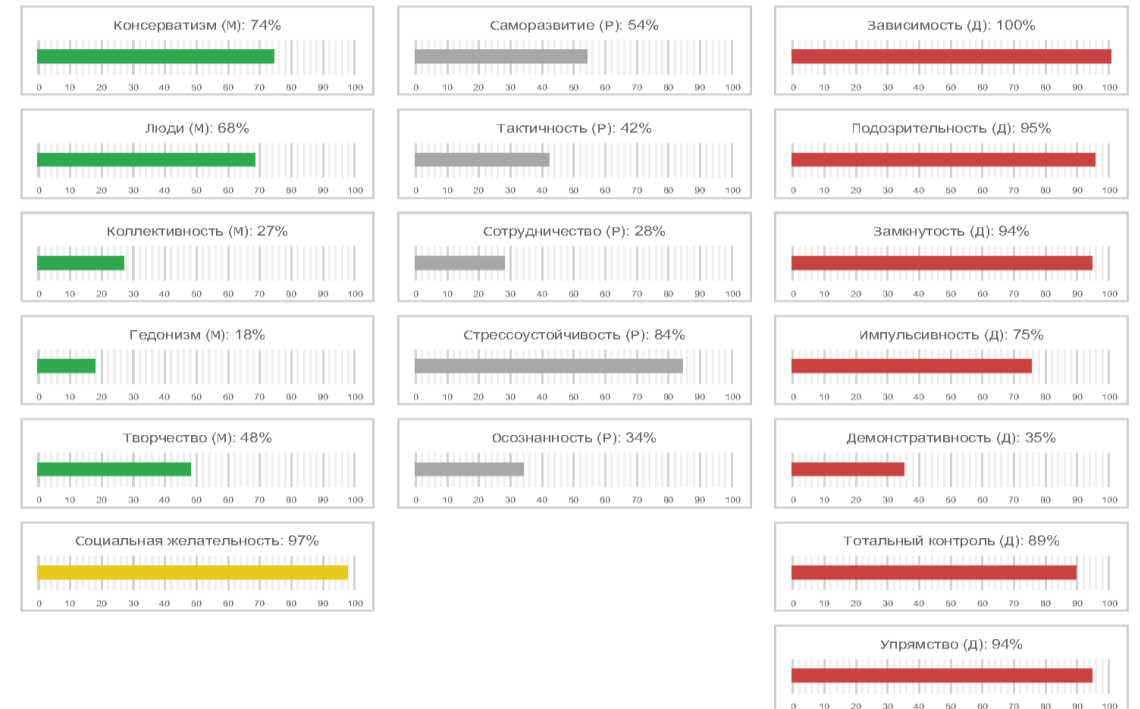 Консерватизм (М): 74%
0 10 20 30 40 50 60 70 80 90 100
Люди (М): 68%
0 10 20 30 40 50 60 70 80 90 100
Коллективность (М): 27%
0 10 20 30 40 50 60 70 80 90 100
Гедонизм (М): 18%
0 10 20 30 40 50 60 70 80 90 100
Творчество (М): 48%
0 10 20 30 40 50 60 70 80 90 100
Социальная желательность: 97%
0 10 20 30 40 50 60 70 80 90 100
Саморазвитие (Р): 54%
0 10 20 30 40 50 60 70 80 90 100
Тактичность (Р): 42%
0 10 20 30 40 50 60 70 80 90 100
Сотрудничество (Р): 28%
0 10 20 30 40 50 60 70 80 90 100
Стрессоустойчивость (Р): 84%
0 10 20 30 40 50 60 70 80 90 100
Осознанность (Р): 34%
0 10 20 30 40 50 60 70 80 90 100
Зависимость (Д): 100%
0 10 20 30 40 50 60 70 80 90 100
Подозрительность (Д): 95%
0 10 20 30 40 50 60 70 80 90 100
Замкнутость (Д): 94%
0 10 20 30 40 50 60 70 80 90 100
Импульсивность (Д): 75%
0 10 20 30 40 50 60 70 80 90 100
Демонстративность (Д): 35%
0 10 20 30 40 50 60 70 80 90 100
Тотальный контроль (Д): 89%
0 10 20 30 40 50 60 70 80 90 100
Упрямство (Д): 94%
0 10 20 30 40 50 60 70 80 90 100